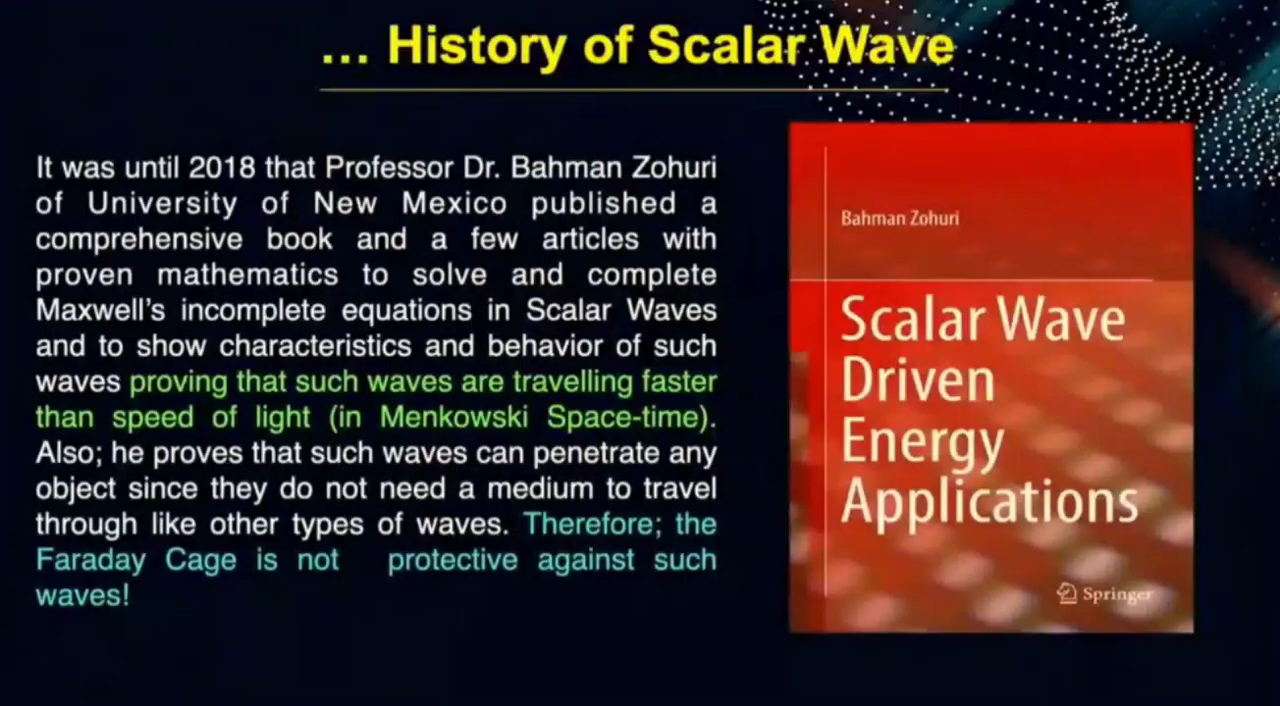 ... History of Scalar Wave
It was until 2018 that Professor Dr. Bahman Zohuri
of University of New Mexico published a
comprehensive book and a few articles with
proven mathematics to solve and complete
Maxwell's incomplete equations in Scalar Waves
and to show characteristics and behavior of such
waves proving that such waves are travelling faster
than speed of light (in Menkowski Space-time).
Also; he proves that such waves can penetrate any
object since they do not need a medium to travel
through like other types of waves. Therefore; the
Faraday Cage is not protective against such
waves!
Bahman Zohuri
Scalar Wave
Driven
Energy
Applications
Springer